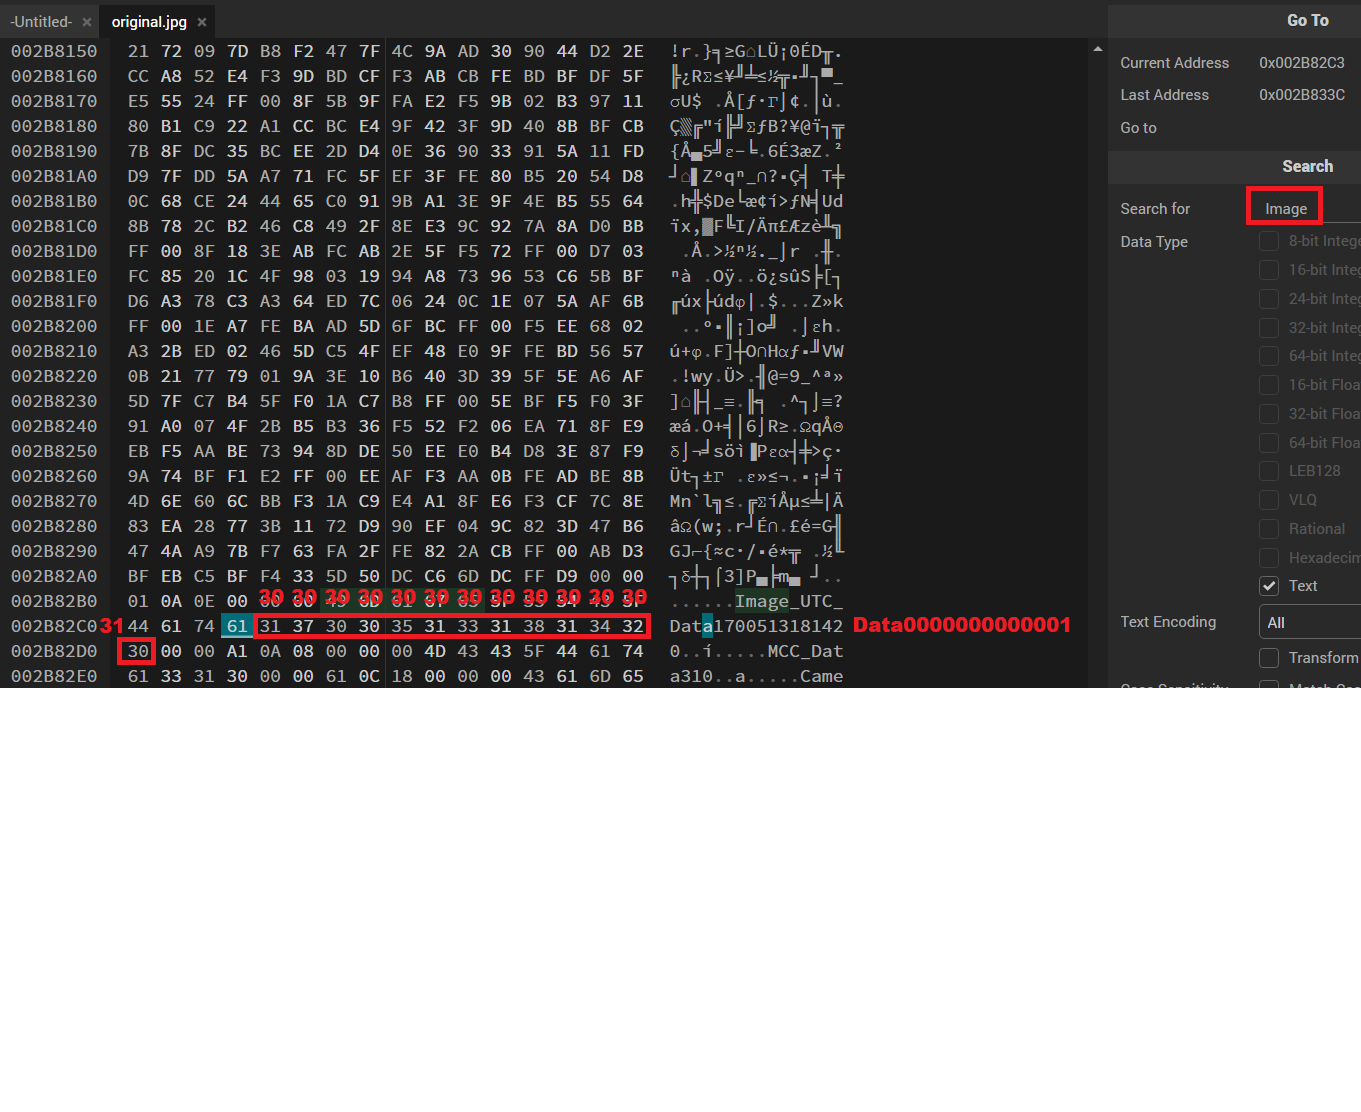 -Untitled- × original.jpg × Go To
002B8150 21 72 09 7D B8 F2 47 7F 4C 9A AD 30 90 44 D2 2E !r.}╕≥G⌂LÜ¡0ÉD╥.
Current Address 0x002B82C3
002B8160 CC A8 52 E4 F3 9D BD CF F3 AB CB FE BD BF DF 5F ╠¿RΣ≤¥╜╧≤½╦▪╜┐▀_
002B8170 E5 55 24 FF 00 8F 5B 9F FA E2 F5 9B 02 B3 97 11 σU$ .Å[ƒ·Γ⌡¢.│ù.
Last Address 0x002B833C
002B8180 80 B1 C9 22 A1 CC BC E4 9F 42 3F 9D 40 8B BF CB Ç▒╔"í╠╝ΣƒB?¥@ï┐╦
Go to
002B8190 7B 8F DC 35 BC EE 2D D4 0E 36 90 33 91 5A 11 FD {Å▄5╝ε-╘.6É3æZ.²
Search
002B81A0 D9 7F DD 5A A7 71 FC 5F EF 3F FE 80 B5 20 54 D8 ┘⌂▌Zºqⁿ_∩?▪Ç╡ T╪
002B81B0 0C 68 CE 24 44 65 C0 91 9B A1 3E 9F 4E B5 55 64 .h╬$De└æ¢í>ƒN╡Ud
Search for Image
002B81C0 8B 78 2C B2 46 C8 49 2F 8E E3 9C 92 7A 8A D0 BB ïx,▓F╚I/Äπ£Æzè╨╗
Data Type 8-bit Intege
002B81D0 FF 00 8F 18 3E AB FC AB 2E 5F F5 72 FF 00 D7 03 .Å.>½ⁿ½._⌡r .╫.
002B81E0 FC 85 20 1C 4F 98 03 19 94 A8 73 96 53 C6 5B BF ⁿà .Oÿ..ö¿sûS╞[┐
16-bit Integ
002B81F0 D6 A3 78 C3 A3 64 ED 7C 06 24 0C 1E 07 5A AF 6B ╓úx├údφ|.$...Z»k
24-bit Integ
002B8200 FF 00 1E A7 FE BA AD 5D 6F BC FF 00 F5 EE 68 02 ..º▪║¡]o╝ .⌡εh.
32-bit Integ
002B8210 A3 2B ED 02 46 5D C5 4F EF 48 E0 9F FE BD 56 57 ú+φ.F]┼O∩Hαƒ▪╜VW
64-bit Integ
002B8220 0B 21 77 79 01 9A 3E 10 B6 40 3D 39 5F 5E A6 AF .!wy.Ü>.╢@=9_^ª»
16-bit Floa
002B8230 5D 7F C7 B4 5F F0 1A C7 B8 FF 00 5E BF F5 F0 3F ]⌂╟┤_≡.╟╕ .^┐⌡≡?
32-bit Floa
002B8240 91 A0 07 4F 2B B5 B3 36 F5 52 F2 06 EA 71 8F E9 æá.O+╡│6⌡R≥.ΩqÅΘ
64-bit Floa
002B8250 EB F5 AA BE 73 94 8D DE 50 EE E0 B4 D8 3E 87 F9 δ⌡¬╛söì▐Pεα┤╪>ç·
002B8260 9A 74 BF F1 E2 FF 00 EE AF F3 AA 0B FE AD BE 8B Üt┐±Γ .ε»≤¬.▪¡╛ï
LEB128
002B8270 4D 6E 60 6C BB F3 1A C9 E4 A1 8F E6 F3 CF 7C 8E Mn`l╗≤.╔ΣíÅµ≤╧|Ä
VLQ
002B8280 83 EA 28 77 3B 11 72 D9 90 EF 04 9C 82 3D 47 B6 âΩ(w;.r┘É∩.£é=G╢
Rational
002B8290 47 4A A9 7B F7 63 FA 2F FE 82 2A CB FF 00 AB D3 GJ⌐{≈c·/▪é*╦ .½╙
Hexadecim
002B82A0 BF EB C5 BF F4 33 5D 50 DC C6 6D DC FF D9 00 00 ┐δ┼┐⌠3]P▄╞m▄ ┘..
Text
30 30 30 30 30 30 30 30 30 30 30 30
002B82B0 01 0A 0E 00 00 00 49 6D 61 67 65 5F 55 54 43 5F ......Image_UTC_
31
002B82C0 44 61 74 61 31 37 30 30 35 31 33 31 38 31 34 32 Data170051318142
Data0000000000001
Text Encoding All
002B82D0 30 00 00 A1 0A 08 00 00 00 4D 43 43 5F 44 61 74 0..í.....MCC_Dat
Transform
002B82E0 61 33 31 30 00 00 61 0C 18 00 00 00 43 61 6D 65 a310..a.....Came